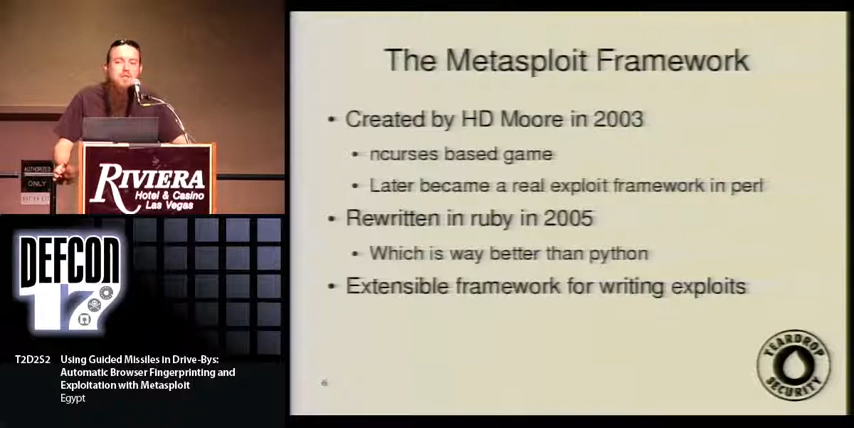 The Metasploit Framework
• Created by HD Moore in 2003
• ncurses based game
• Later became a real exploit framework in perl
• Rewritten in ruby in 2005
• Which is way better than python
• Extensible framework for writing exploits
6
TEARDROP
SECURITY
AUTHORIZED
ONLY
RIVIERA
Hotel & Casino
Las Vegas
DEFCON
17
T2D2S2 Using Guided Missiles in Drive-Bys:
Automatic Browser Fingerprinting and
Exploitation with Metasploit
Egypt